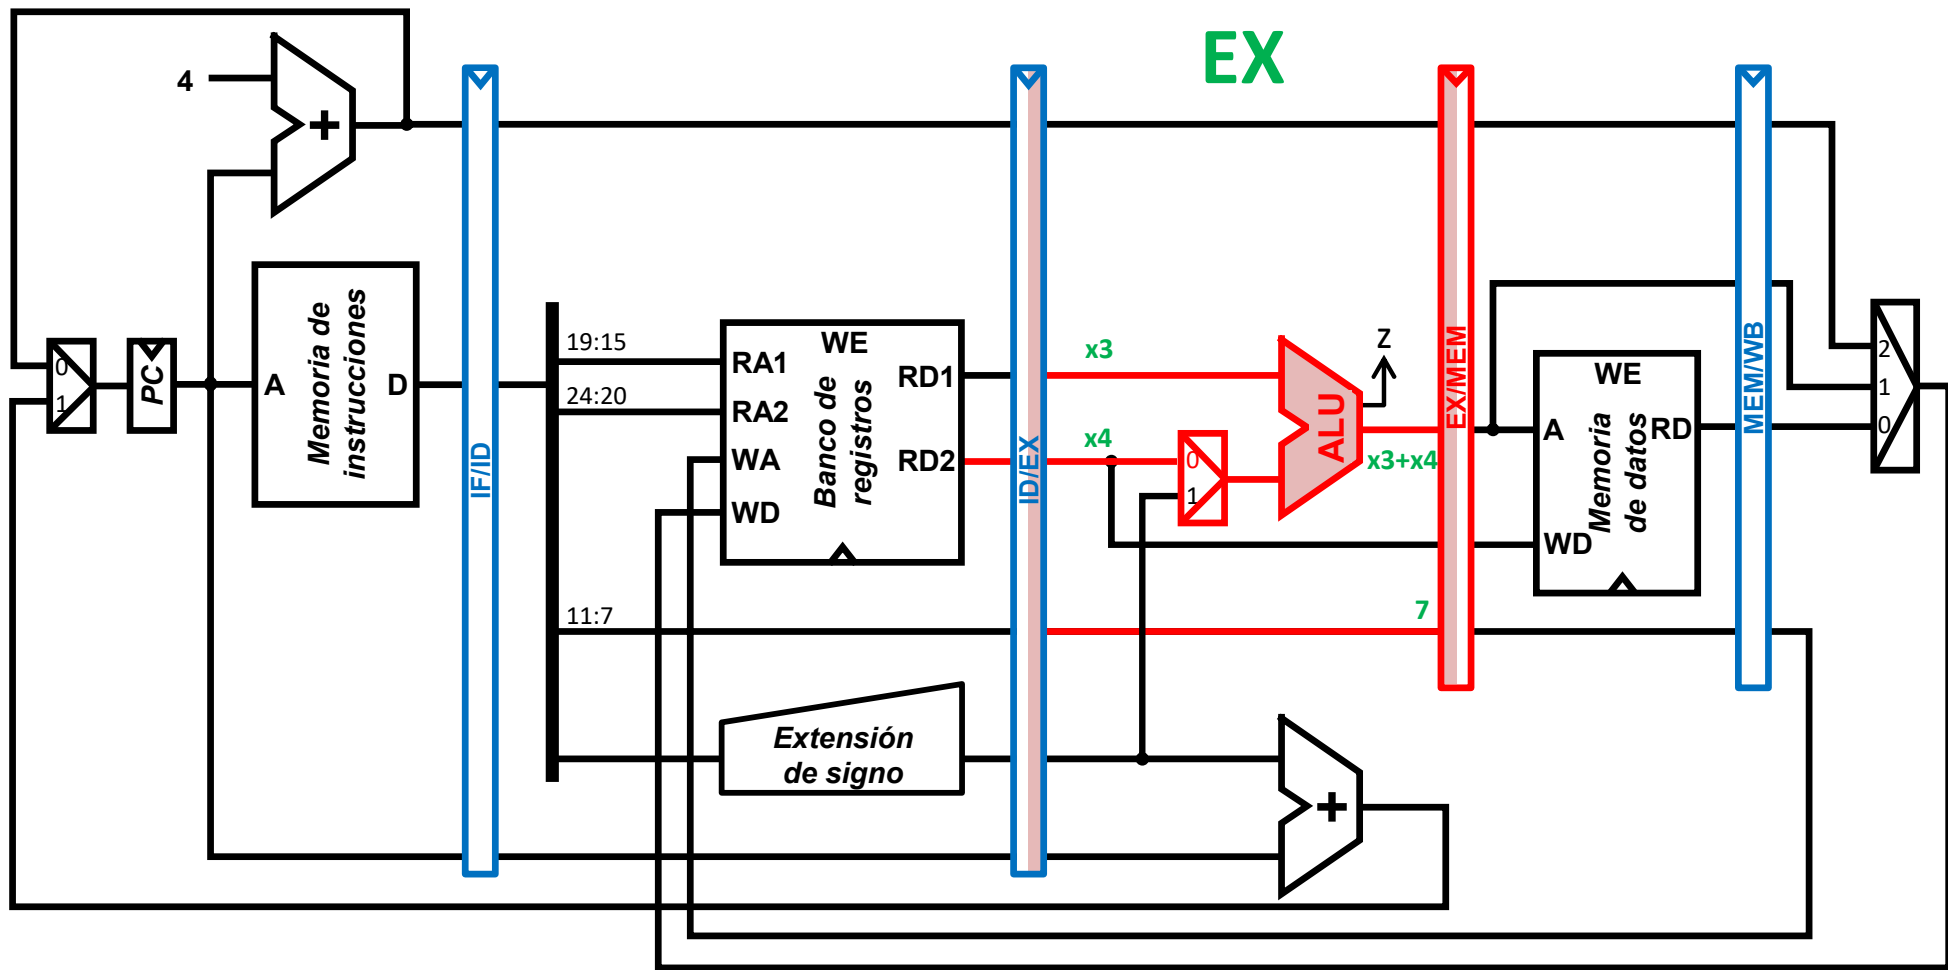 EX
4
+
Memoria de
instrucciones
A
D
0
1
PC
IF/ID
19:15
24:20
11:7
WE
RA1
RA2
WA
WD
RD1
RD2
Banco de
registros
Extensión
de signo
ID/EX
x3
x4
0
1
ALU
Z
x3+x4
7
+
EX/MEM
WE
A
RD
WD
Memoria
de datos
MEM/WB
2
1
0